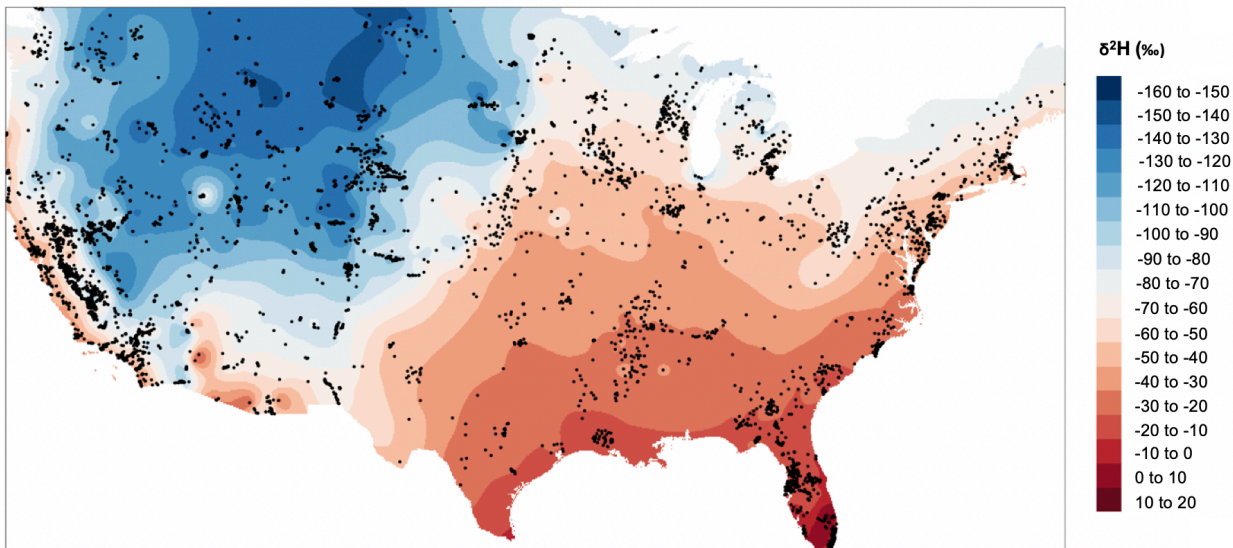 δ²H (‰)
-160 to -150
-150 to -140
-140 to -130
-130 to -120
-120 to -110
-110 to -100
-100 to -90
-90 to -80
-80 to -70
-70 to -60
-60 to -50
-50 to -40
-40 to -30
-30 to -20
-20 to -10
-10 to 0
0 to 10
10 to 20